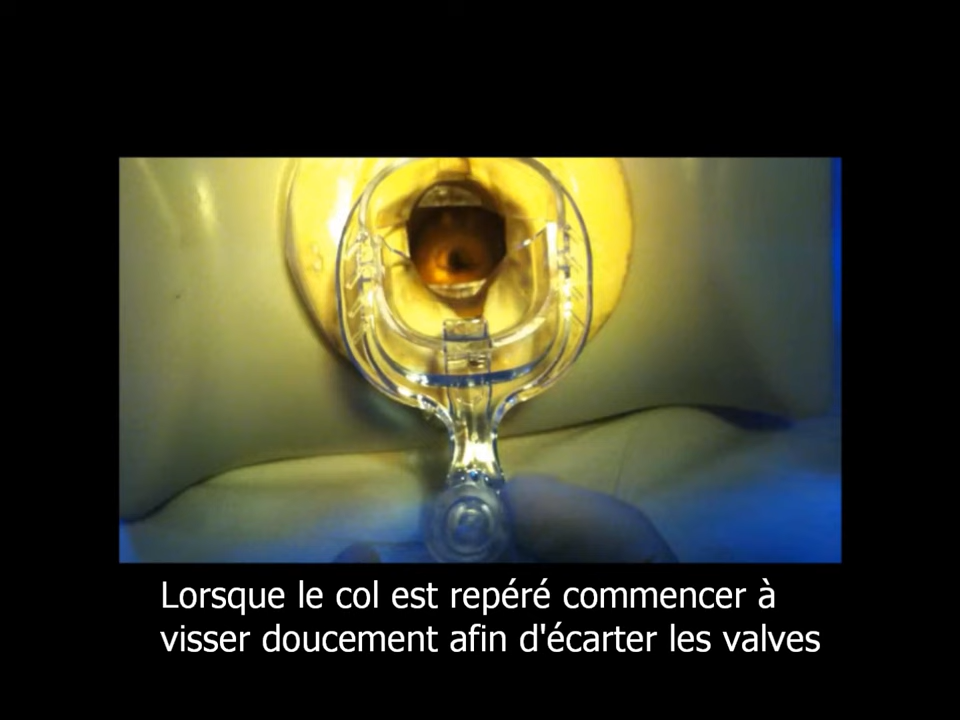 Lorsque le col est repéré commencer à
visser doucement afin d'écarter les valves